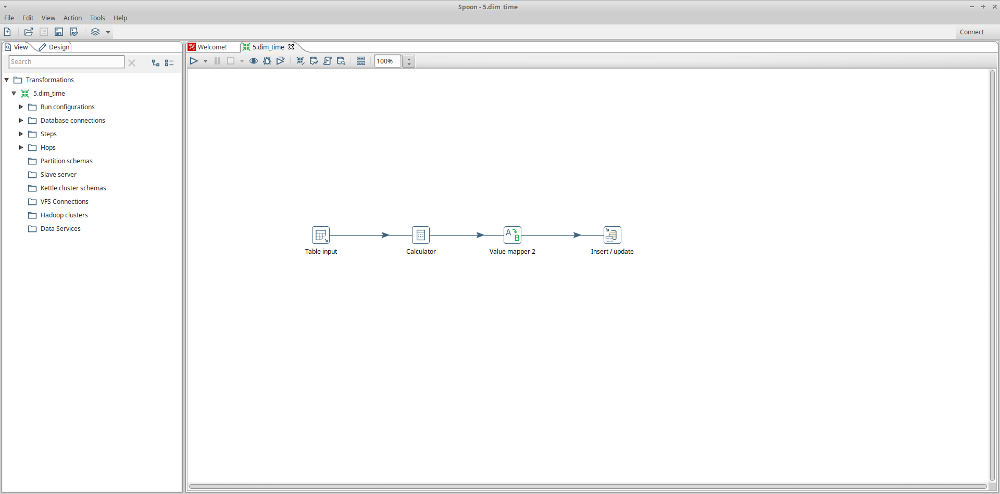 Spoon - 5.dim_time
File Edit View Action Tools Help
Connect
View Design
Welcome! 5.dim_time
Search
100%
Transformations
5.dim_time
Run configurations
Database connections
Steps
Hops
Partition schemas
Slave server
Kettle cluster schemas
VFS Connections
Hadoop clusters
Data Services
A B
Table input Calculator Value mapper 2 Insert / update